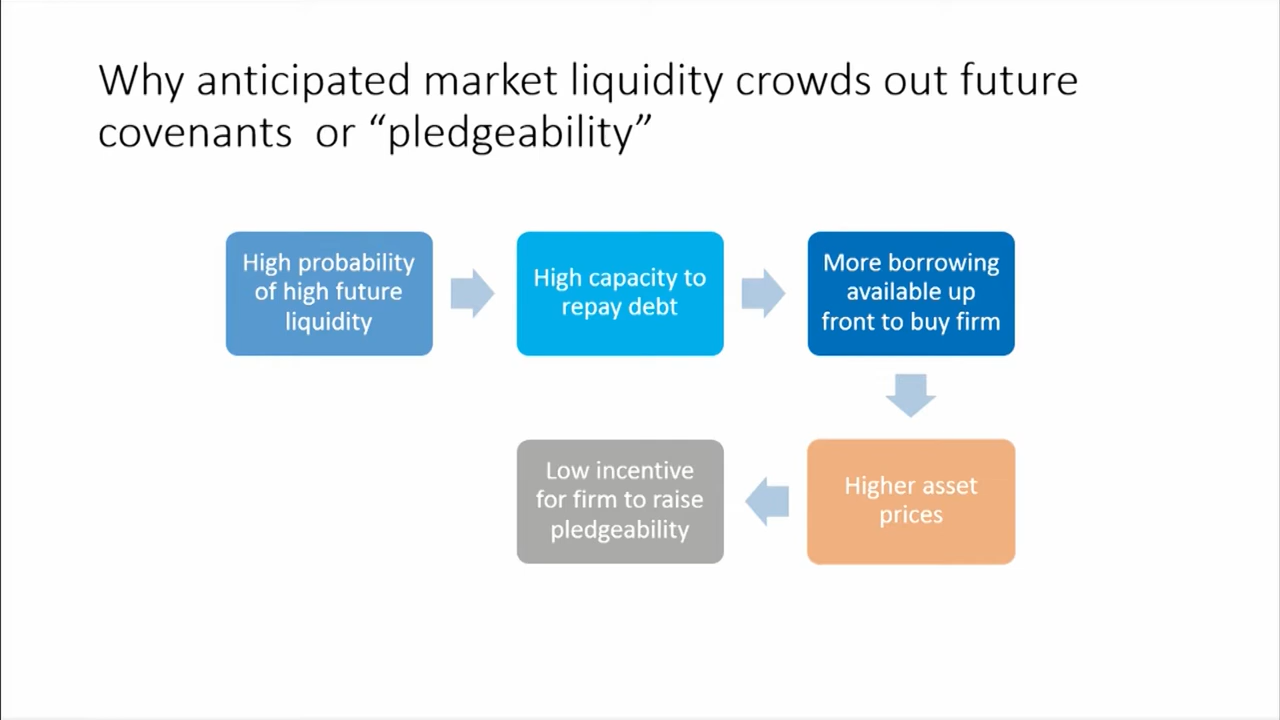 Why anticipated market liquidity crowds out future
covenants  or “pledgeability”
High probability
of high future
liquidity
High capacity to
repay debt
More borrowing
available up
front to buy firm
Higher asset
prices
Low incentive
for firm to raise
pledgeability